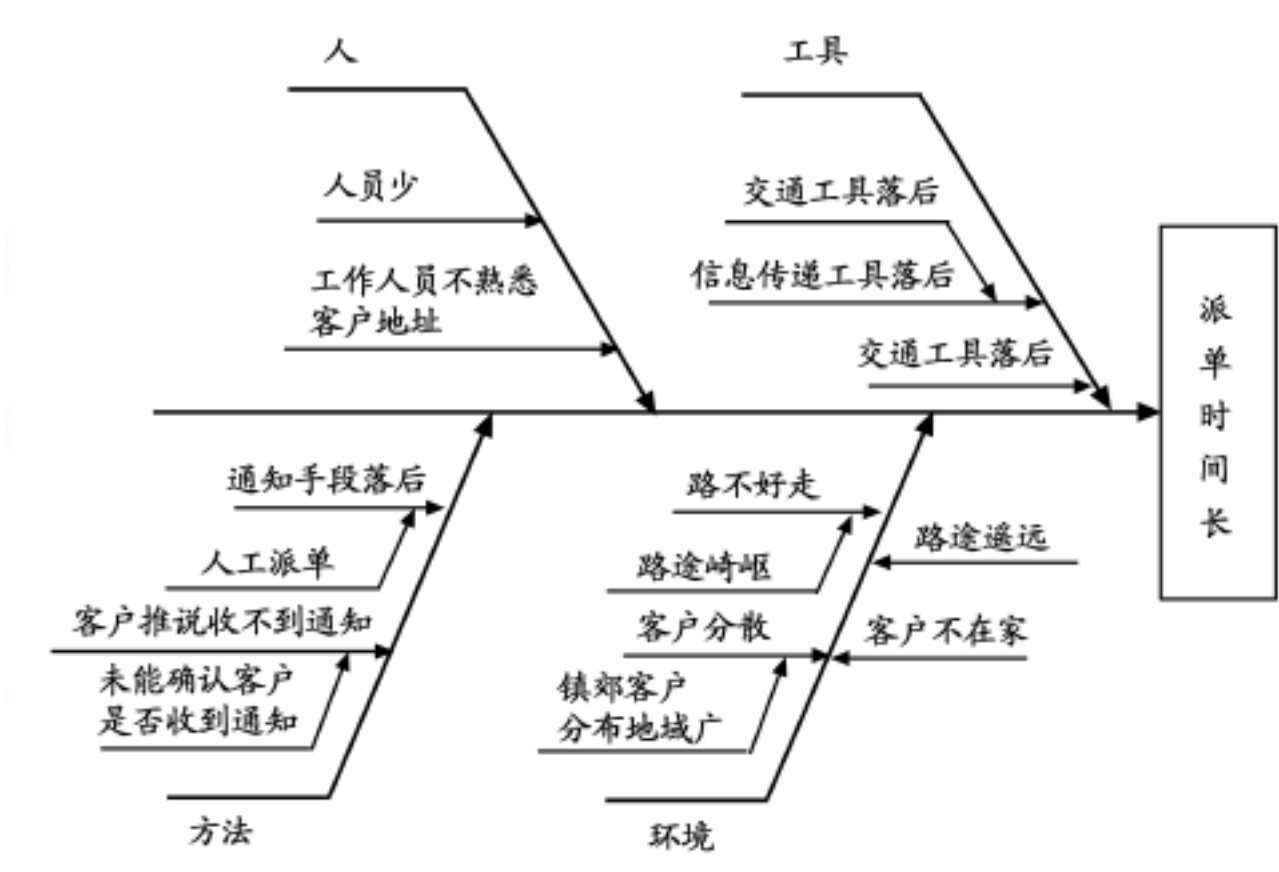 人
工具
人员少
交通工具落后
工作人员不熟悉
客户地址
信息传递工具落后
交通工具落后
派单时间长
通知手段落后
路不好走
路途遥远
人工派单
路途崎岖
客户推说收不到通知
客户分散
客户不在家
未能确认客户
是否收到通知
镇郊客户
分布地域广
方法
环境